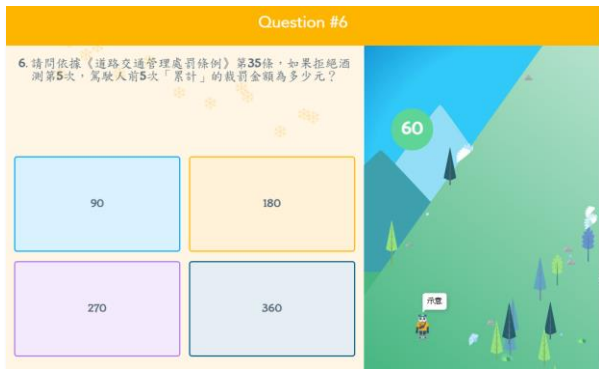 Question #6
6. 請問依據《道路交通管理處罰條例》第35條，如果拒絕酒
測第5次，駕駛人前5次「累計」的裁罰金額為多少元？
60
90
180
270
360
示意